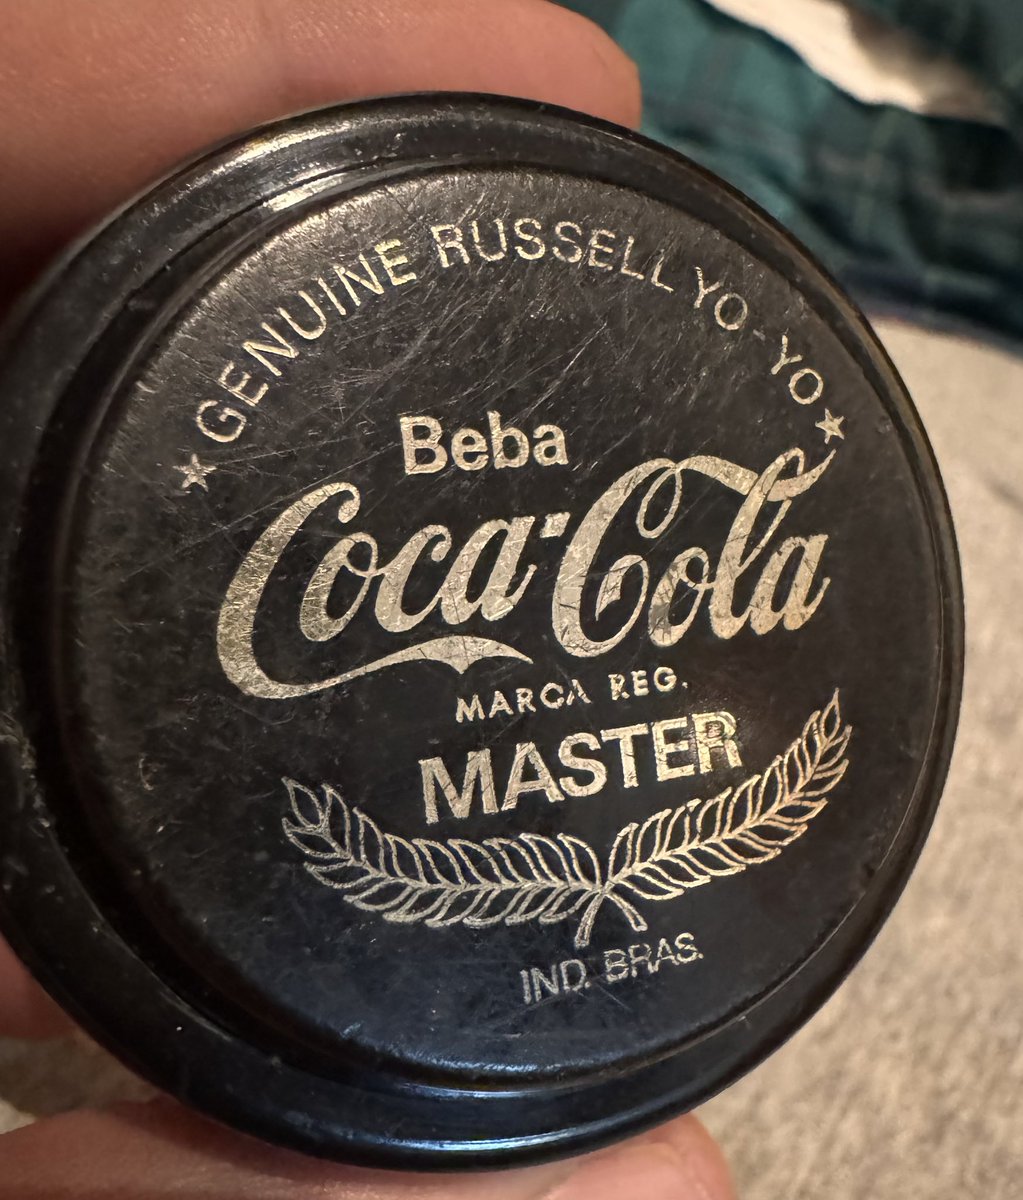 ★ GENUINE RUSSELL YO-YO ★
Beba
Coca-Cola
MARCA REG.
MASTER
IND. BRAS.